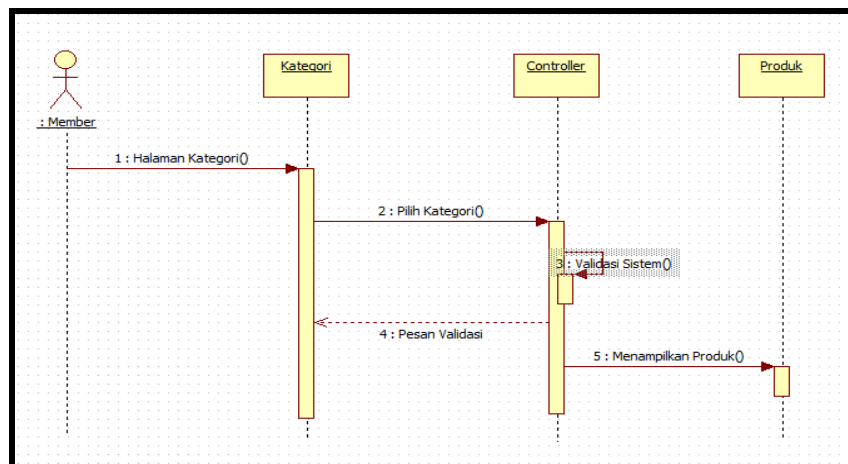 Kategori
Controller
Produk
: Member
1 : Halaman Kategori()
2 : Pilih Kategori()
3 : Validasi Sistem()
4 : Pesan Validasi
5 : Menampilkan Produk()